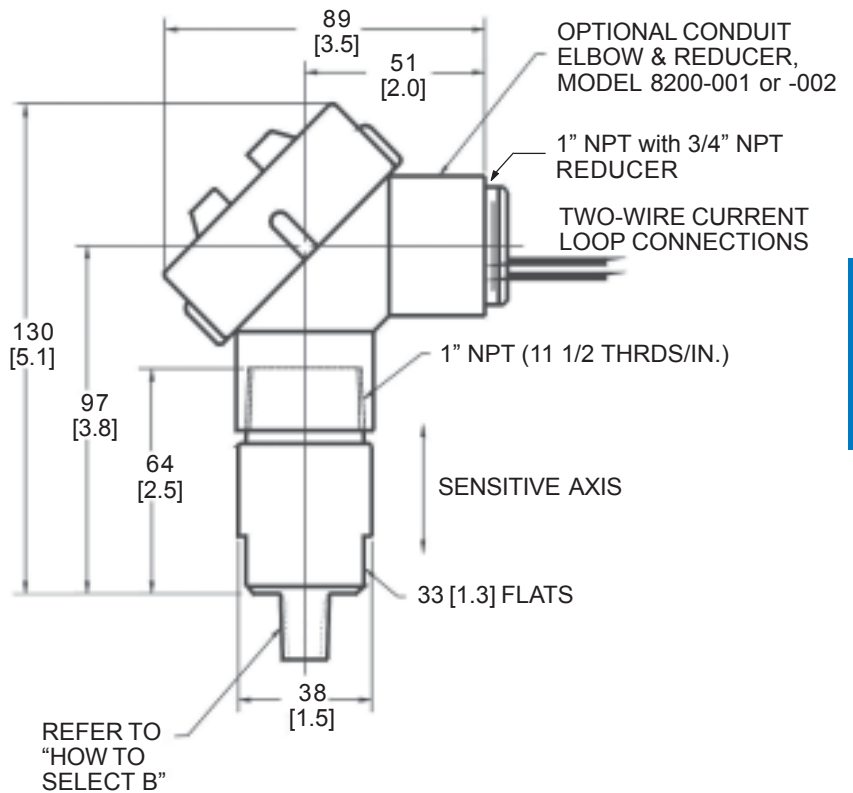 89
[3.5]
51
[2.0]
OPTIONAL CONDUIT
ELBOW & REDUCER,
MODEL 8200-001 or -002
1” NPT with 3/4” NPT
REDUCER
TWO-WIRE CURRENT
LOOP CONNECTIONS
130
[5.1]
1” NPT (11 1/2 THRDS/IN.)
97
[3.8]
64
[2.5]
SENSITIVE AXIS
33 [1.3] FLATS
38
[1.5]
REFER TO
“HOW TO
SELECT B”